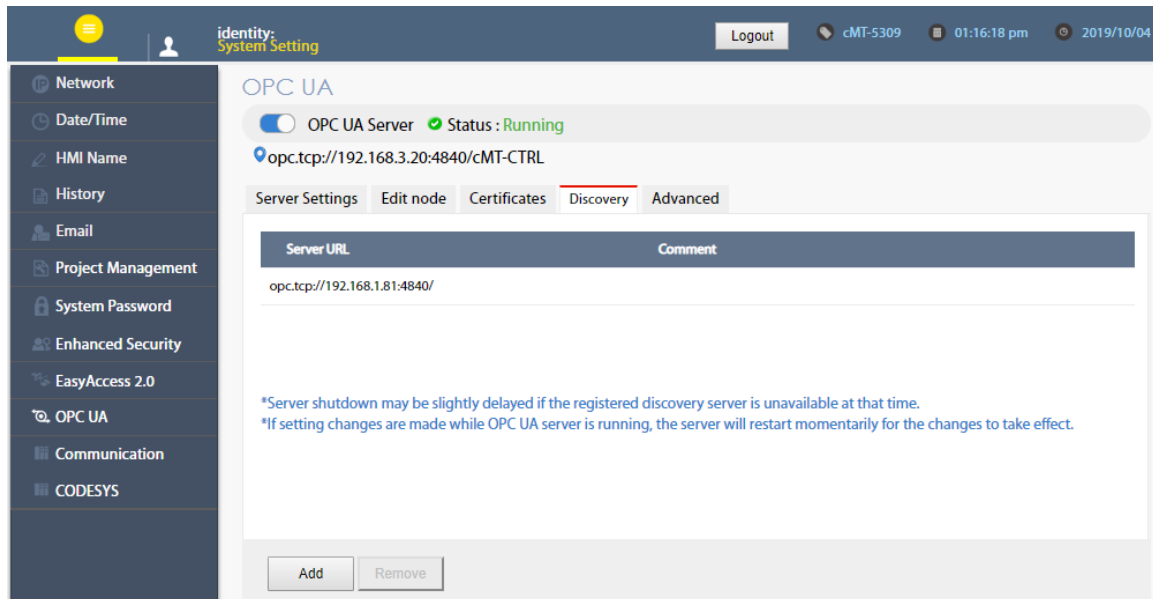 identity:
System Setting
Logout
cMT-5309
01:16:18 pm
2019/10/04
IP Network
Date/Time
HMI Name
History
Email
Project Management
System Password
Enhanced Security
EasyAccess 2.0
OPC UA
Communication
CODESYS
OPC UA
OPC UA Server Status : Running
opc.tcp://192.168.3.20:4840/cMT-CTRL
Server Settings Edit node Certificates Discovery Advanced
Server URL Comment
opc.tcp://192.168.1.81:4840/
*Server shutdown may be slightly delayed if the registered discovery server is unavailable at that time.
*If setting changes are made while OPC UA server is running, the server will restart momentarily for the changes to take effect.
Add Remove